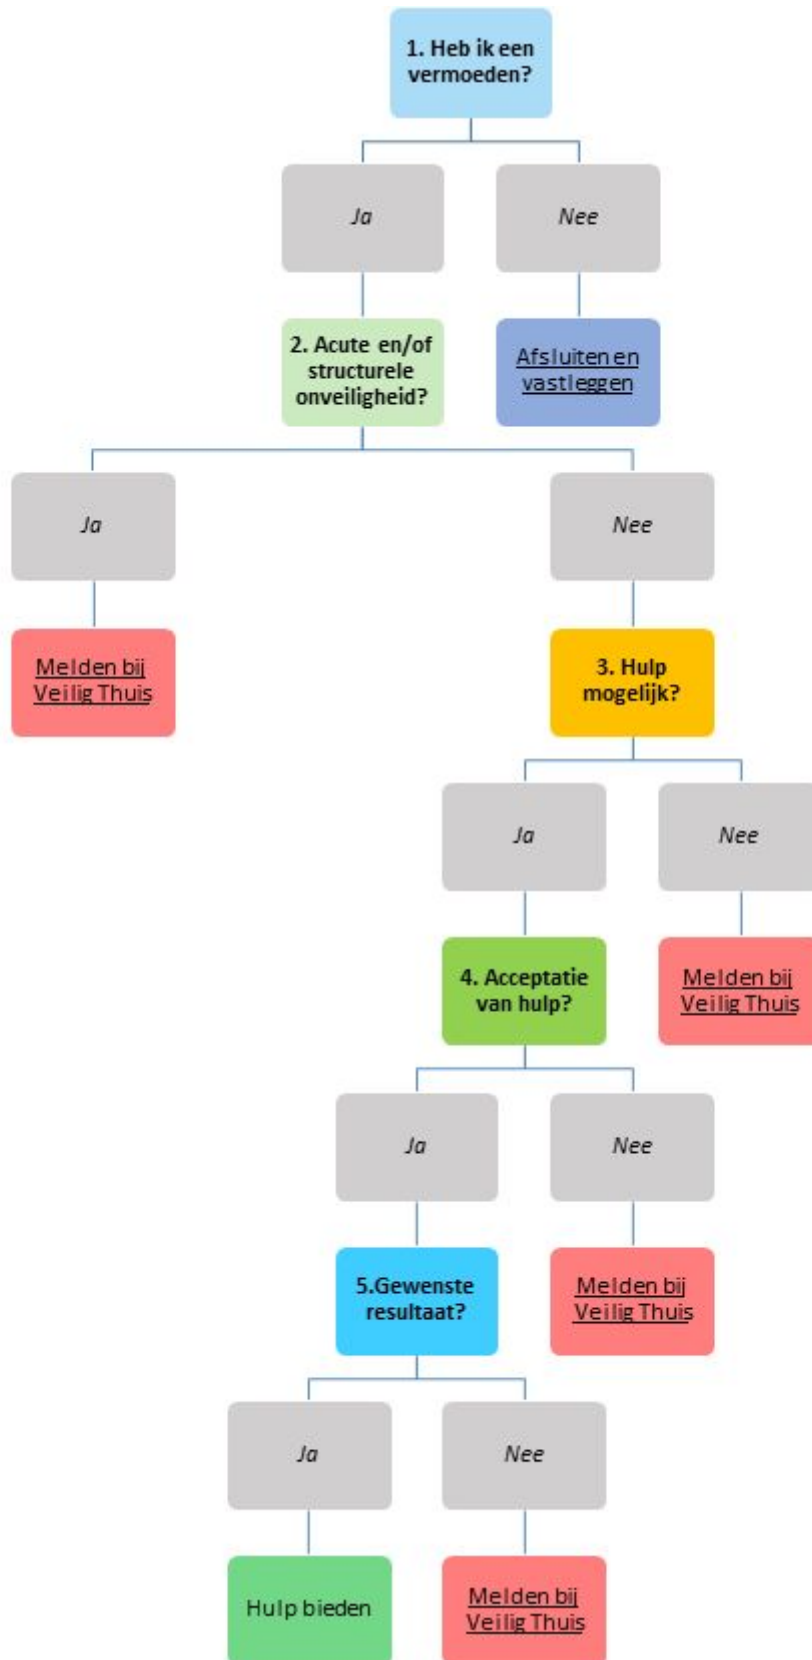 1. Heb ik een
vermoeden?
Ja
Nee
2. Acute en/of
structurele
onveiligheid?
Afsluiten en
vastleggen
Ja
Nee
Melden bij
Veilig Thuis
3. Hulp
mogelijk?
Ja
Nee
4. Acceptatie
van hulp?
Melden bij
Veilig Thuis
Ja
Nee
5.Gewenste
resultaat?
Melden bij
Veilig Thuis
Ja
Nee
Hulp bieden
Melden bij
Veilig Thuis